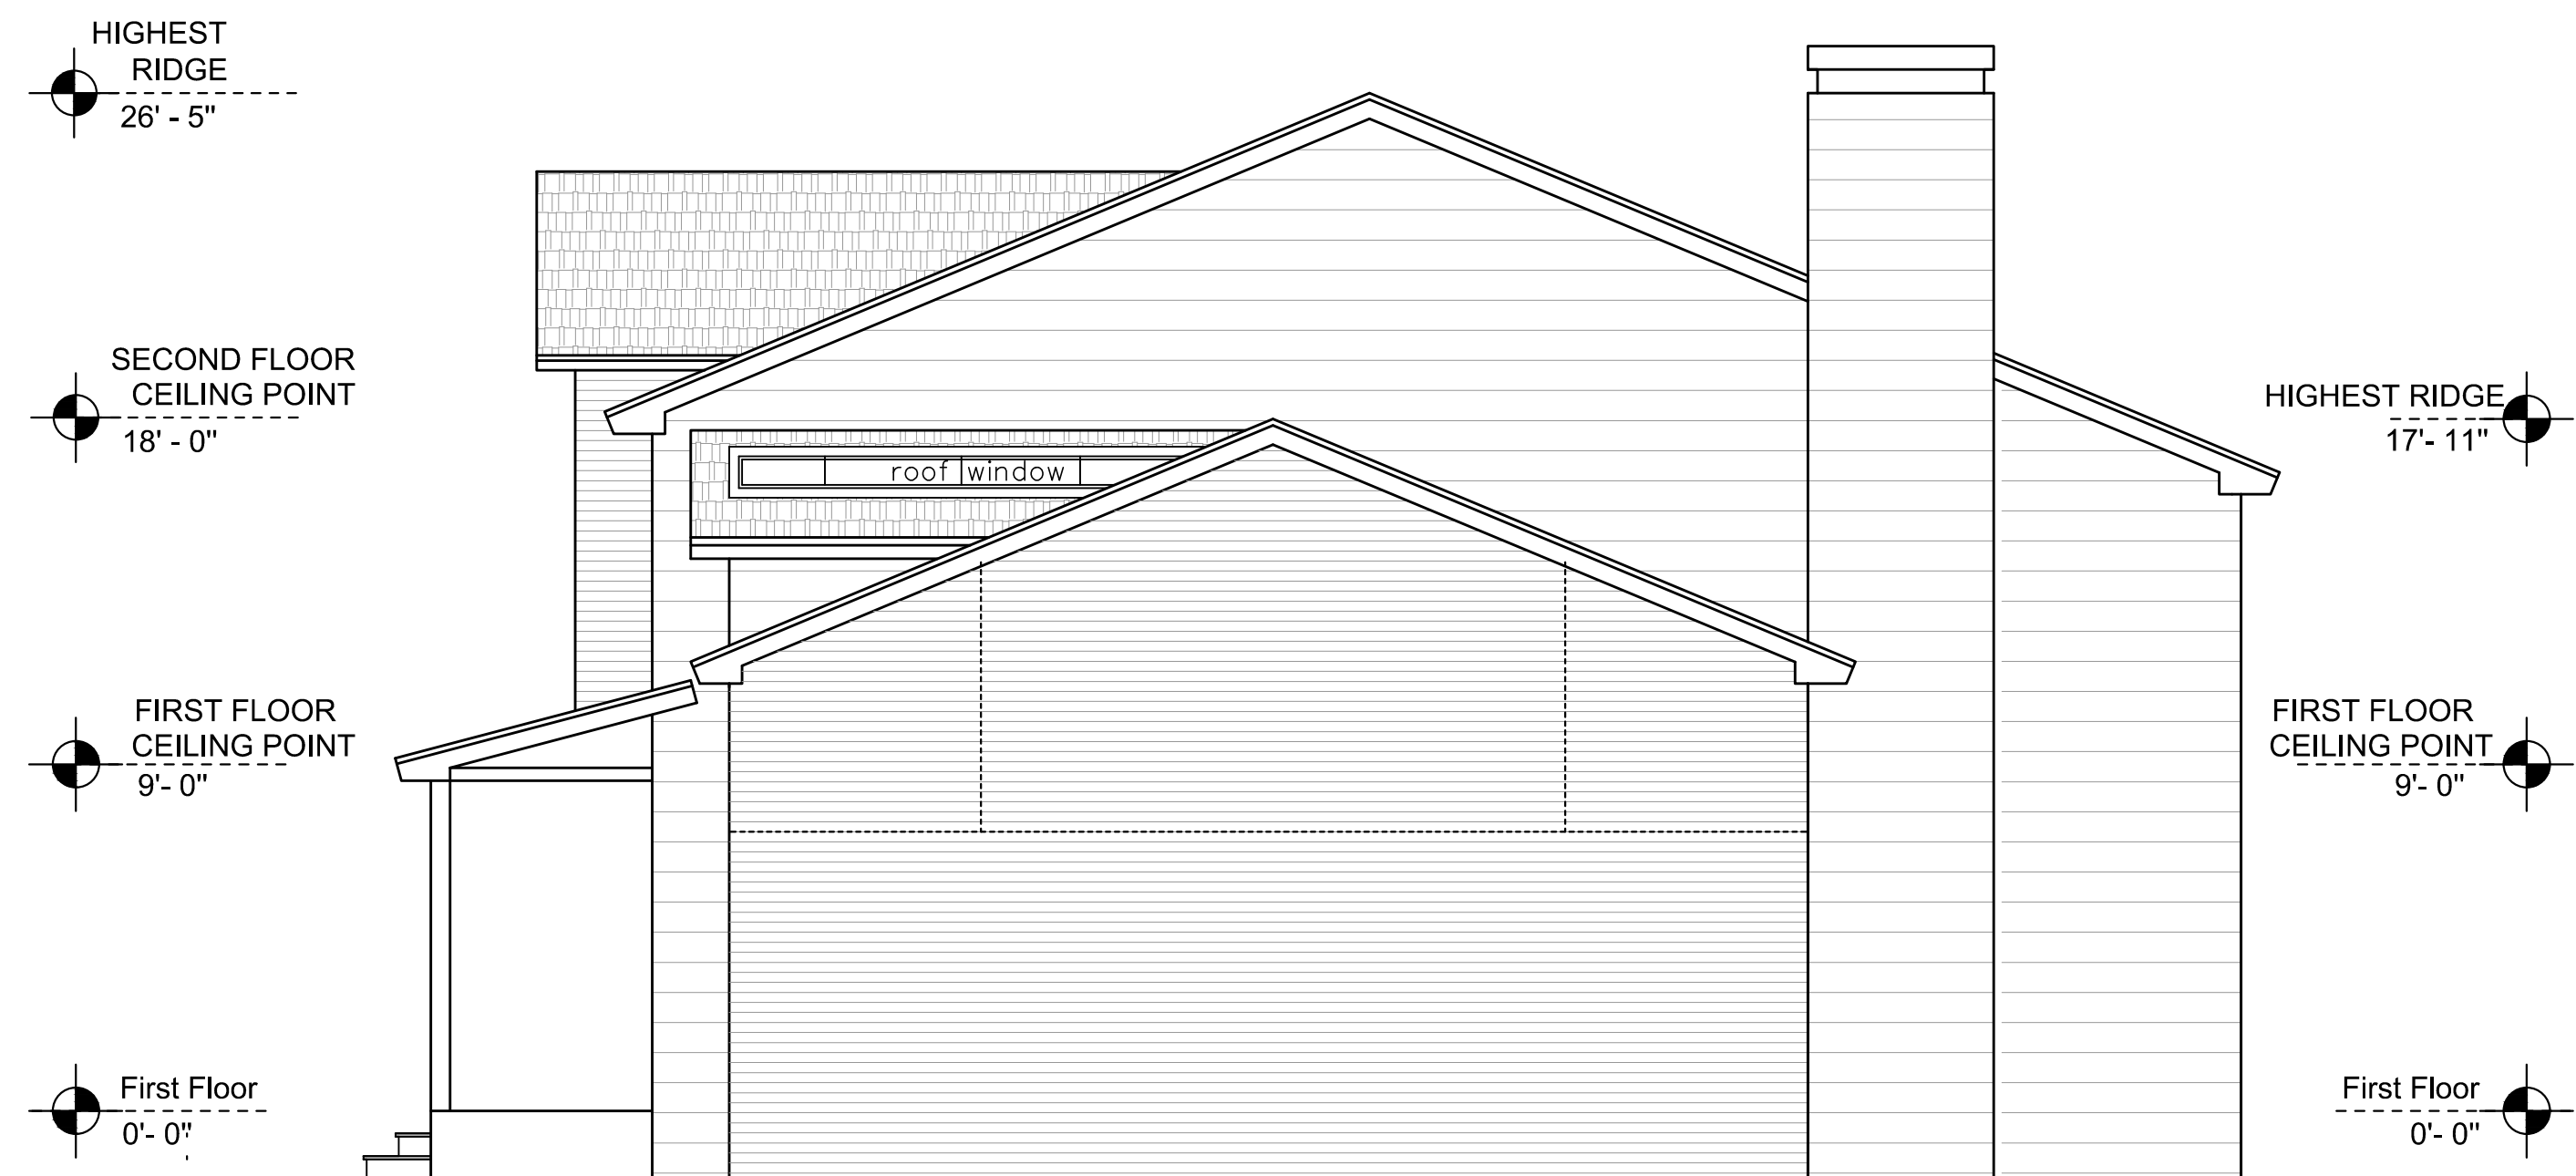 HIGHEST
RIDGE
26' - 5"
SECOND FLOOR
CEILING POINT
18' - 0"
FIRST FLOOR
CEILING POINT
9'- 0"
First Floor
0'- 0"
roof window
HIGHEST RIDGE
17'- 11"
FIRST FLOOR
CEILING POINT
9'- 0"
First Floor
0'- 0"